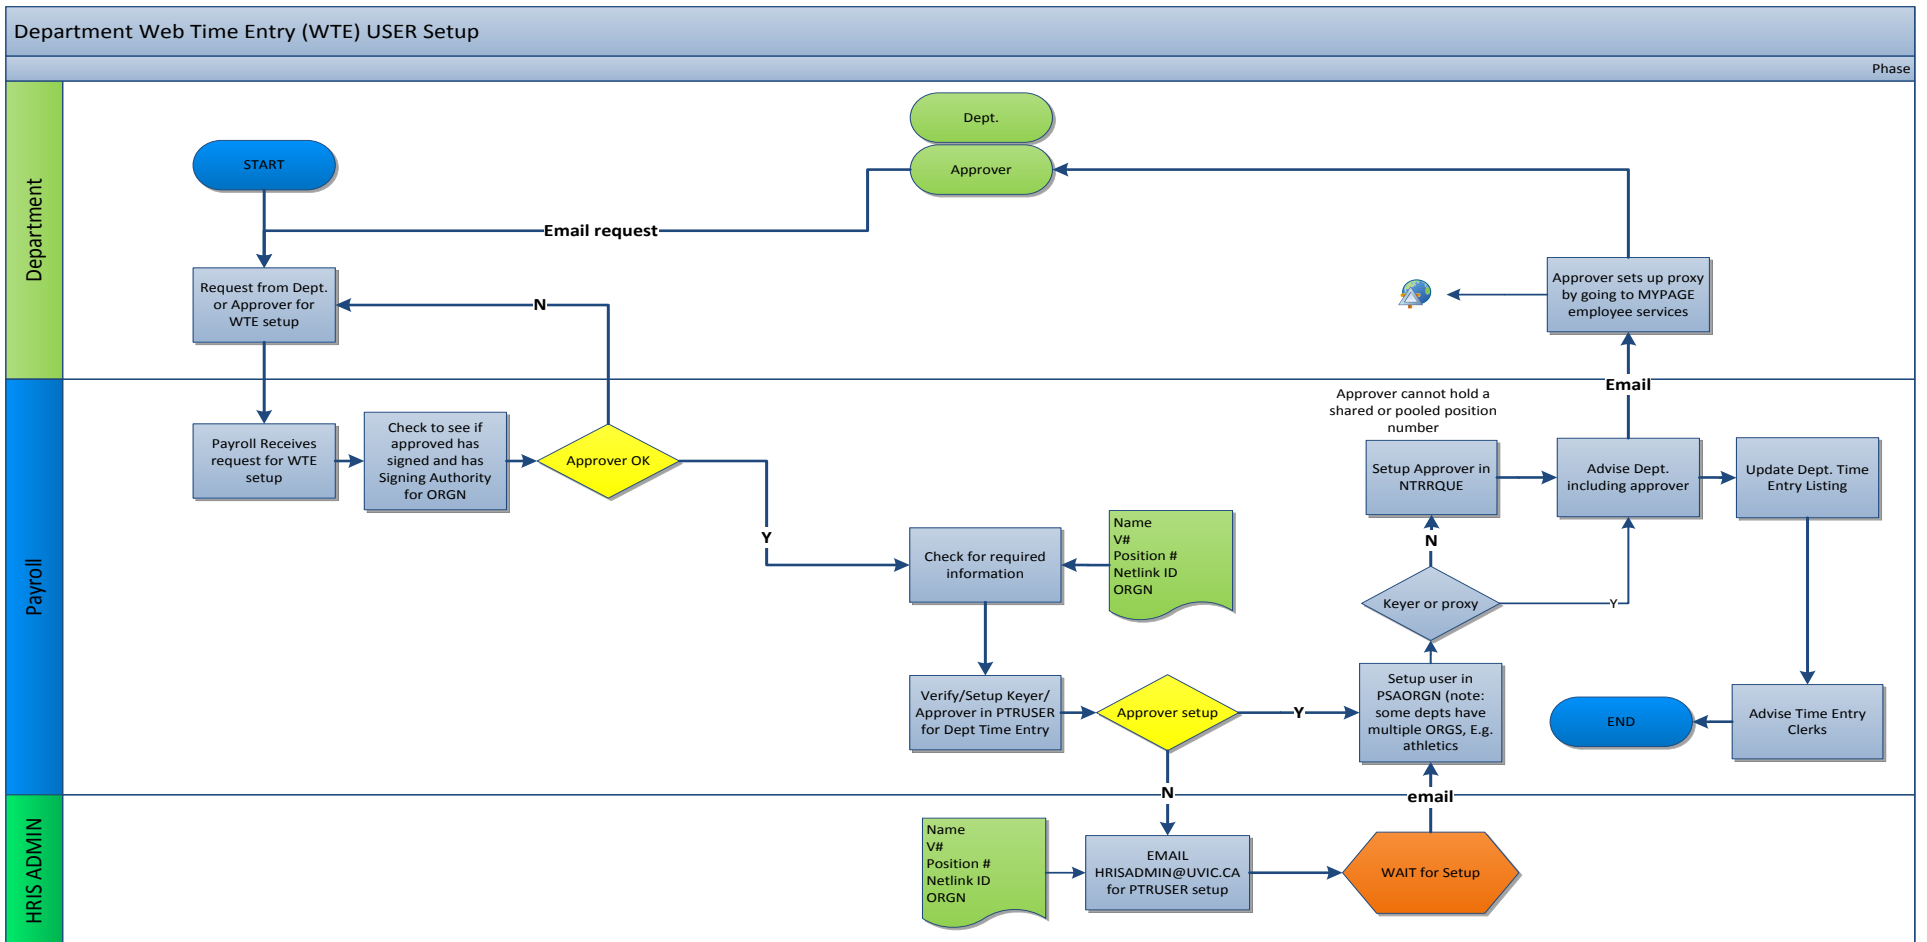 Department Web Time Entry (WTE) USER Setup
Phase
Department
Dept.
START
Approver
Email request
Request from Dept.
or Approver for
WTE setup
N
Approver sets up proxy
by going to MYPAGE
employee services
Email
Payroll
Payroll Receives
request for WTE
setup
Check to see if
approved has
signed and has
Signing Authority
for ORGN
Approver OK
Y
Approver cannot hold a
shared or pooled position
number
Setup Approver in
NTRRQUE
Advise Dept.
including approver
Update Dept. Time
Entry Listing
Check for required
information
Name
V#
Position #
Netlink ID
ORGN
N
Keyer or proxy
Y
Verify/Setup Keyer/
Approver in PTRUSER
for Dept Time Entry
Approver setup
Y
Setup user in
PSAORGN (note:
some depts have
multiple ORGS, E.g.
athletics
END
Advise Time Entry
Clerks
N
email
HRIS ADMIN
Name
V#
Position #
Netlink ID
ORGN
EMAIL
HRISADMIN@UVIC.CA
for PTRUSER setup
WAIT for Setup